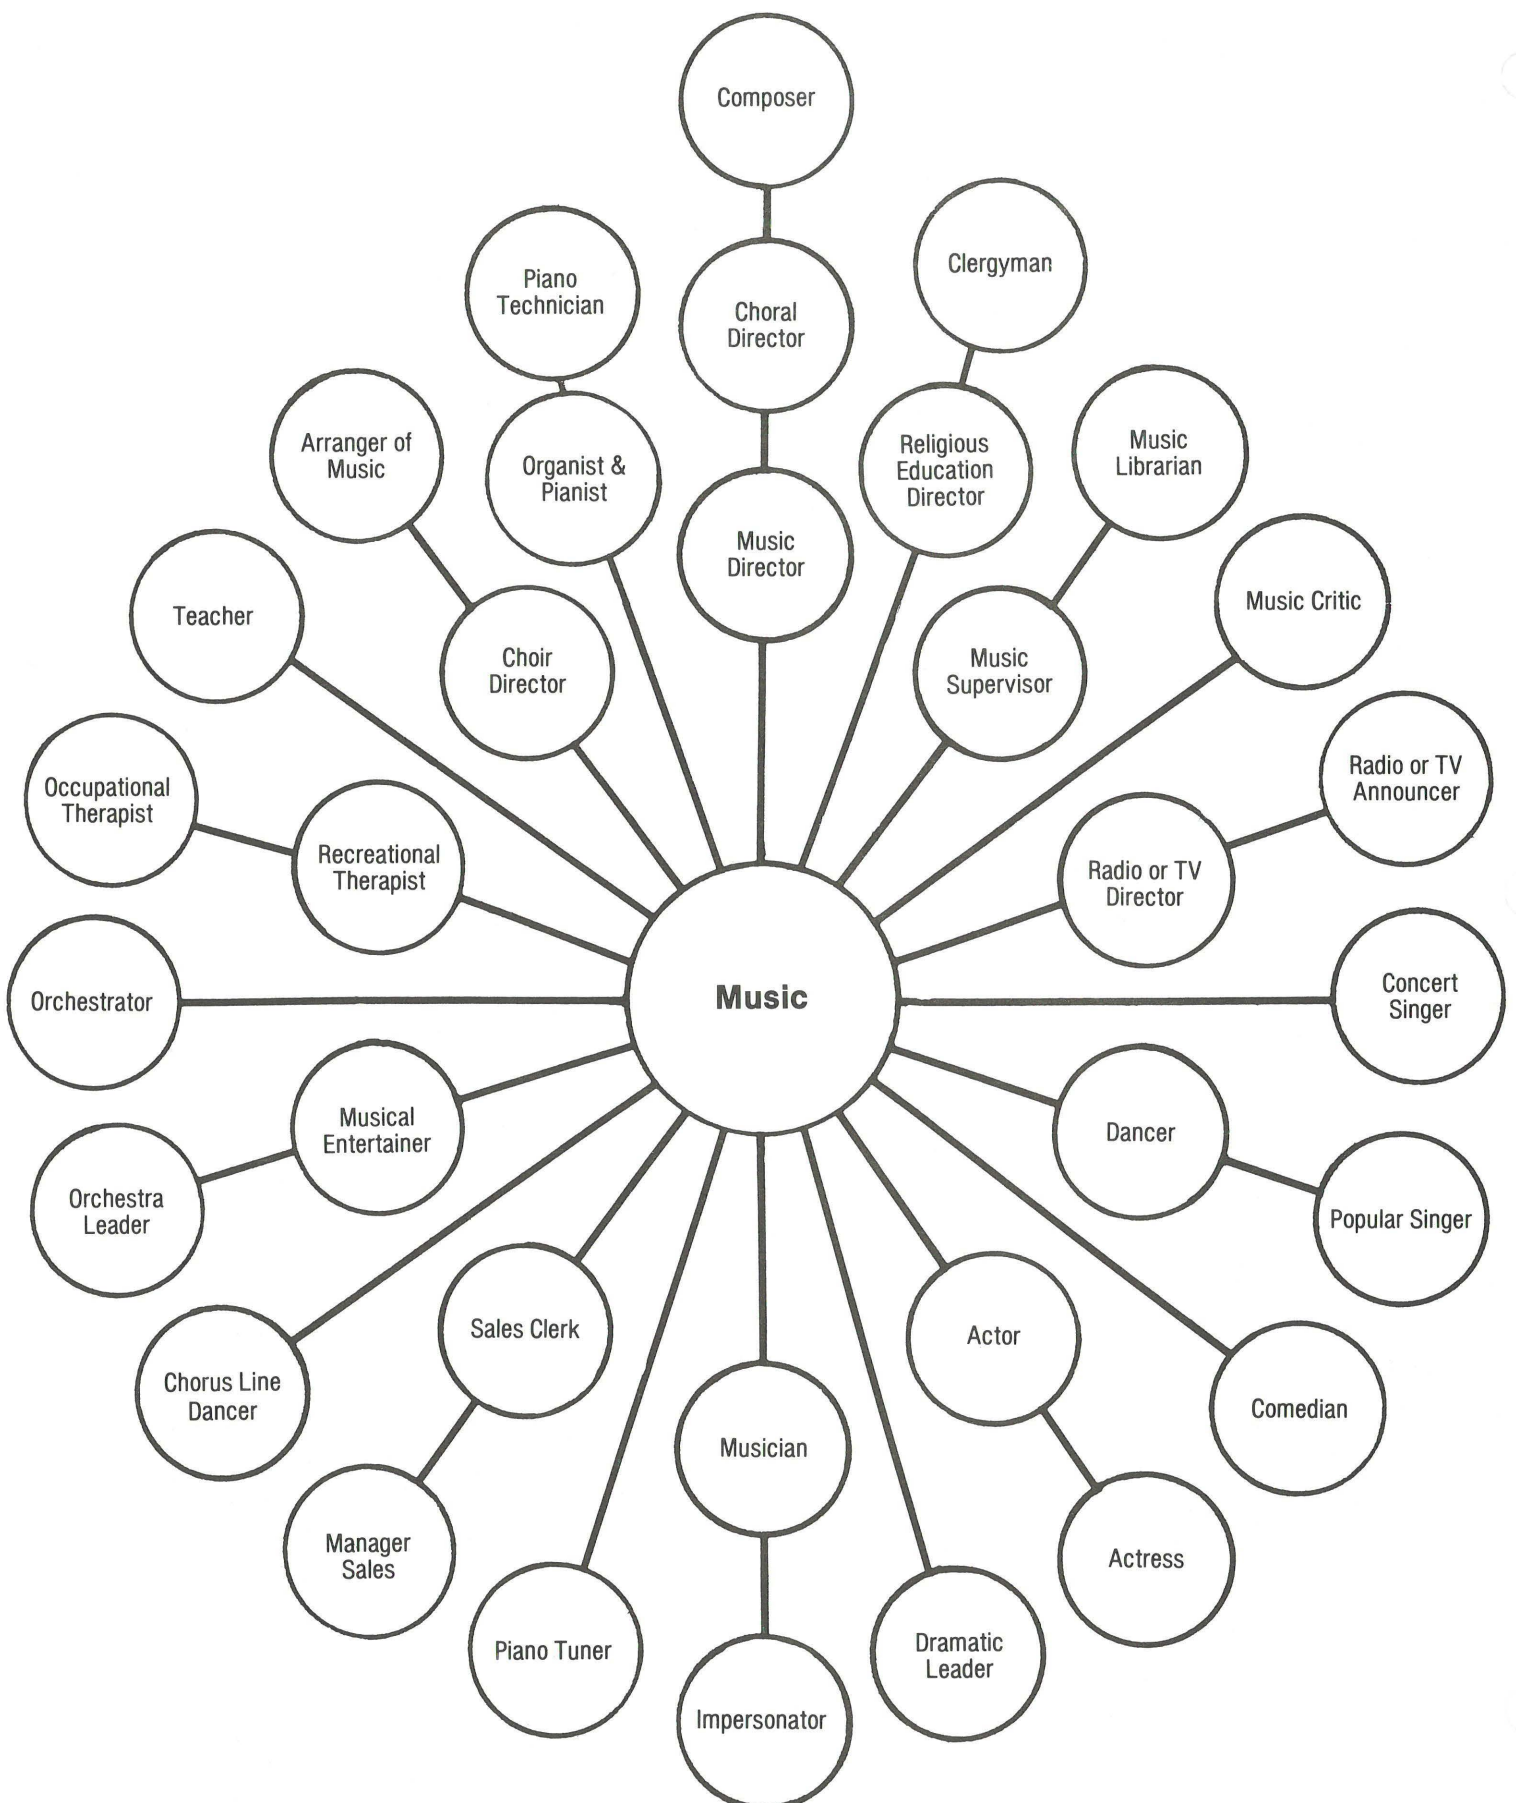 Composer
Clergyman
Piano
Technician
Choral
Director
Arranger of
Music
Organist &
Pianist
Religious
Education
Director
Music
Librarian
Music
Director
Teacher
Choir
Director
Music
Supervisor
Music Critic
Occupational
Therapist
Recreational
Therapist
Radio or TV
Director
Radio or TV
Announcer
Orchestrator
Music
Concert
Singer
Musical
Entertainer
Dancer
Orchestra
Leader
Popular Singer
Chorus Line
Dancer
Sales Clerk
Actor
Comedian
Musician
Manager
Sales
Actress
Piano Tuner
Dramatic
Leader
Impersonator